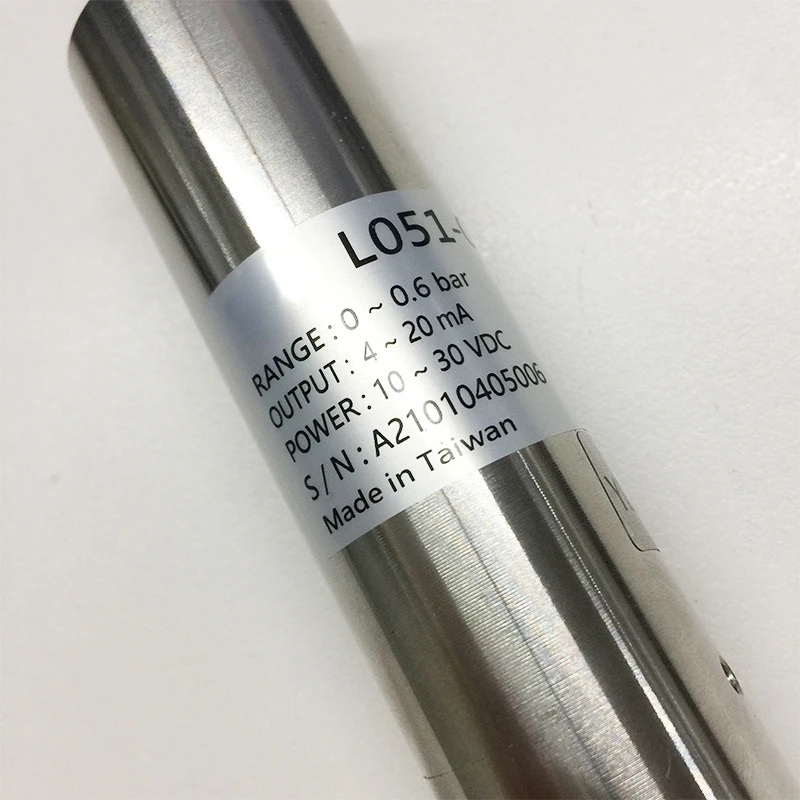 L051-
RANGE : 0 ~ 0.6 bar
OUTPUT : 4 ~ 20 mA
POWER : 10 ~ 30 VDC
S / N : A21010405006
Made in Taiwan